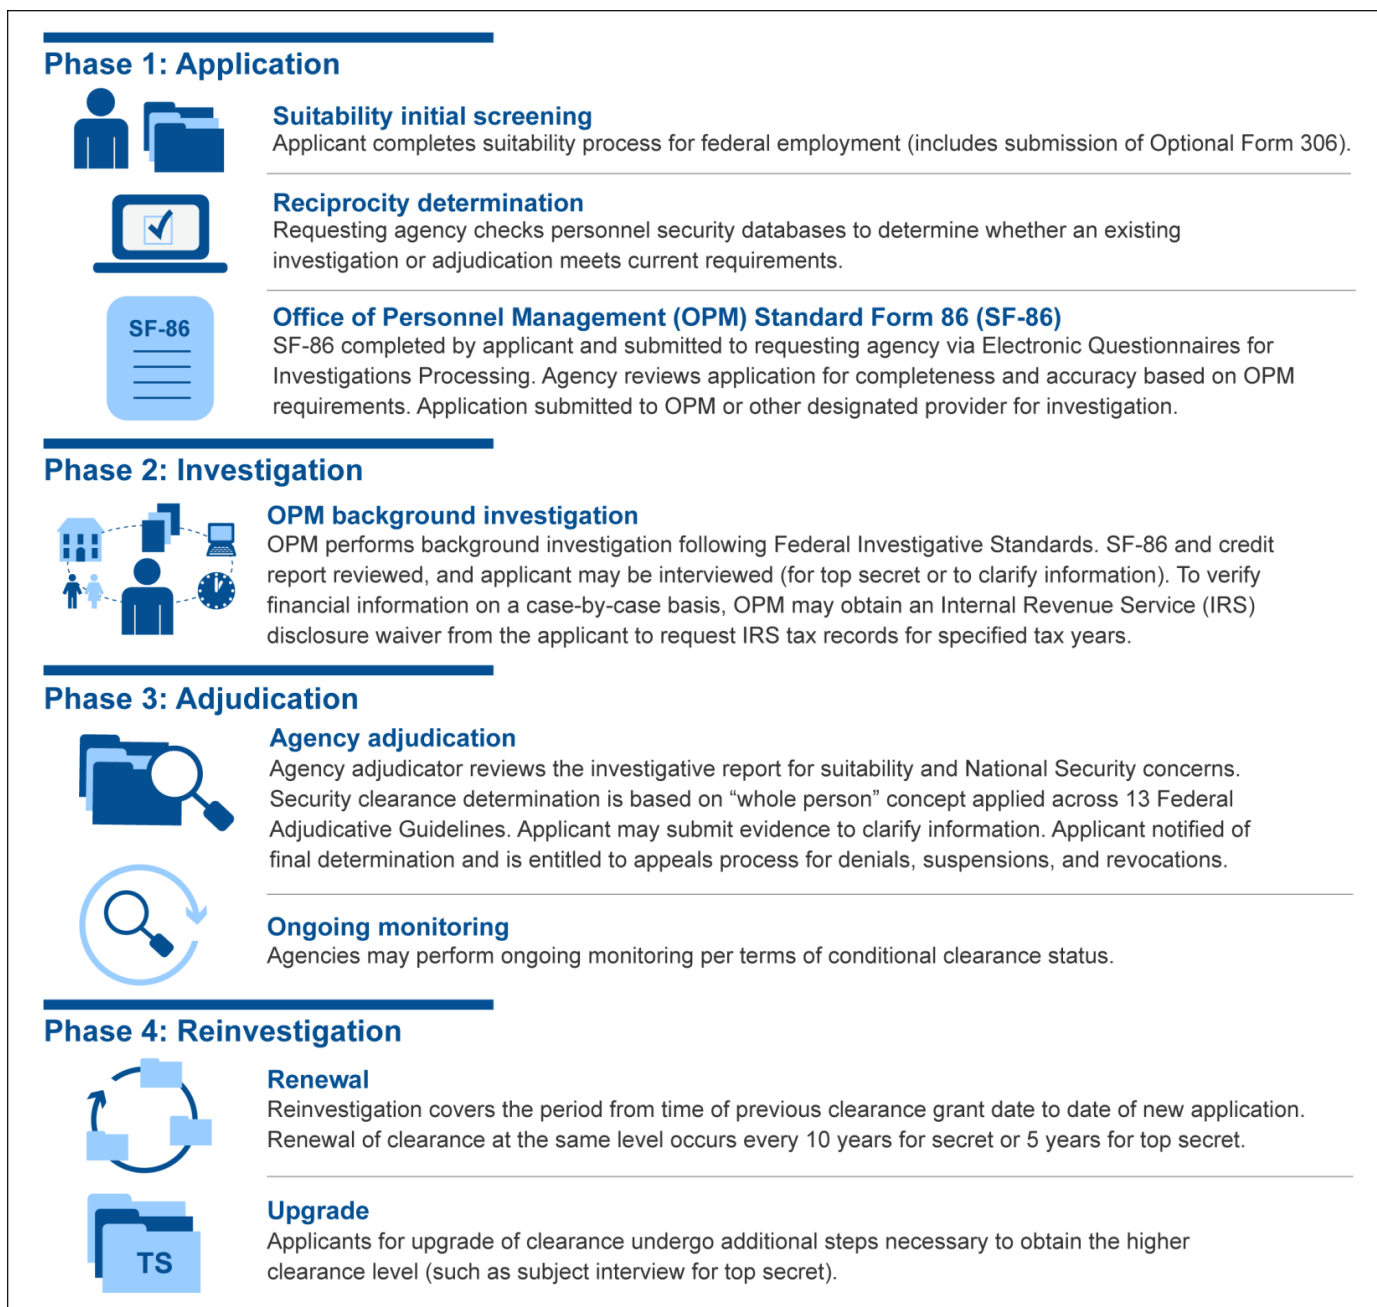 Phase 1: Application
Suitability initial screening
Applicant completes suitability process for federal employment (includes submission of Optional Form 306).
Reciprocity determination
Requesting agency checks personnel security databases to determine whether an existing
investigation or adjudication meets current requirements.
SF-86
Office of Personnel Management (OPM) Standard Form 86 (SF-86)
SF-86 completed by applicant and submitted to requesting agency via Electronic Questionnaires for
Investigations Processing. Agency reviews application for completeness and accuracy based on OPM
requirements. Application submitted to OPM or other designated provider for investigation.
Phase 2: Investigation
OPM background investigation
OPM performs background investigation following Federal Investigative Standards. SF-86 and credit
report reviewed, and applicant may be interviewed (for top secret or to clarify information). To verify
financial information on a case-by-case basis, OPM may obtain an Internal Revenue Service (IRS)
disclosure waiver from the applicant to request IRS tax records for specified tax years.
Phase 3: Adjudication
Agency adjudication
Agency adjudicator reviews the investigative report for suitability and National Security concerns.
Security clearance determination is based on “whole person” concept applied across 13 Federal
Adjudicative Guidelines. Applicant may submit evidence to clarify information. Applicant notified of
final determination and is entitled to appeals process for denials, suspensions, and revocations.
Ongoing monitoring
Agencies may perform ongoing monitoring per terms of conditional clearance status.
Phase 4: Reinvestigation
Renewal
Reinvestigation covers the period from time of previous clearance grant date to date of new application.
Renewal of clearance at the same level occurs every 10 years for secret or 5 years for top secret.
TS
Upgrade
Applicants for upgrade of clearance undergo additional steps necessary to obtain the higher
clearance level (such as subject interview for top secret).